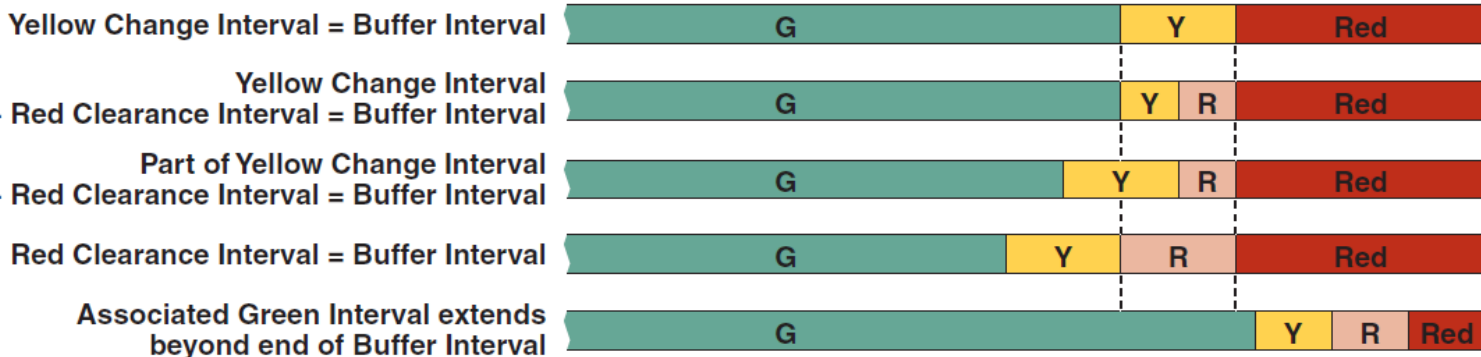 Yellow Change Interval = Buffer Interval
G Y Red
Yellow Change Interval
Red Clearance Interval = Buffer Interval
G Y R Red
Part of Yellow Change Interval
Red Clearance Interval = Buffer Interval
G Y R Red
Red Clearance Interval = Buffer Interval
G Y R Red
Associated Green Interval extends
beyond end of Buffer Interval
G Y R Red